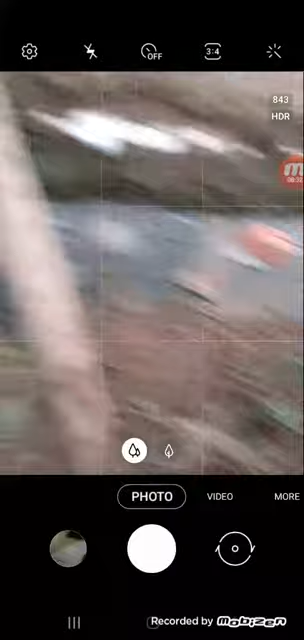 OFF
3:4
843
HDR
m
PHOTO
VIDEO
MORE
Recorded by mobizen